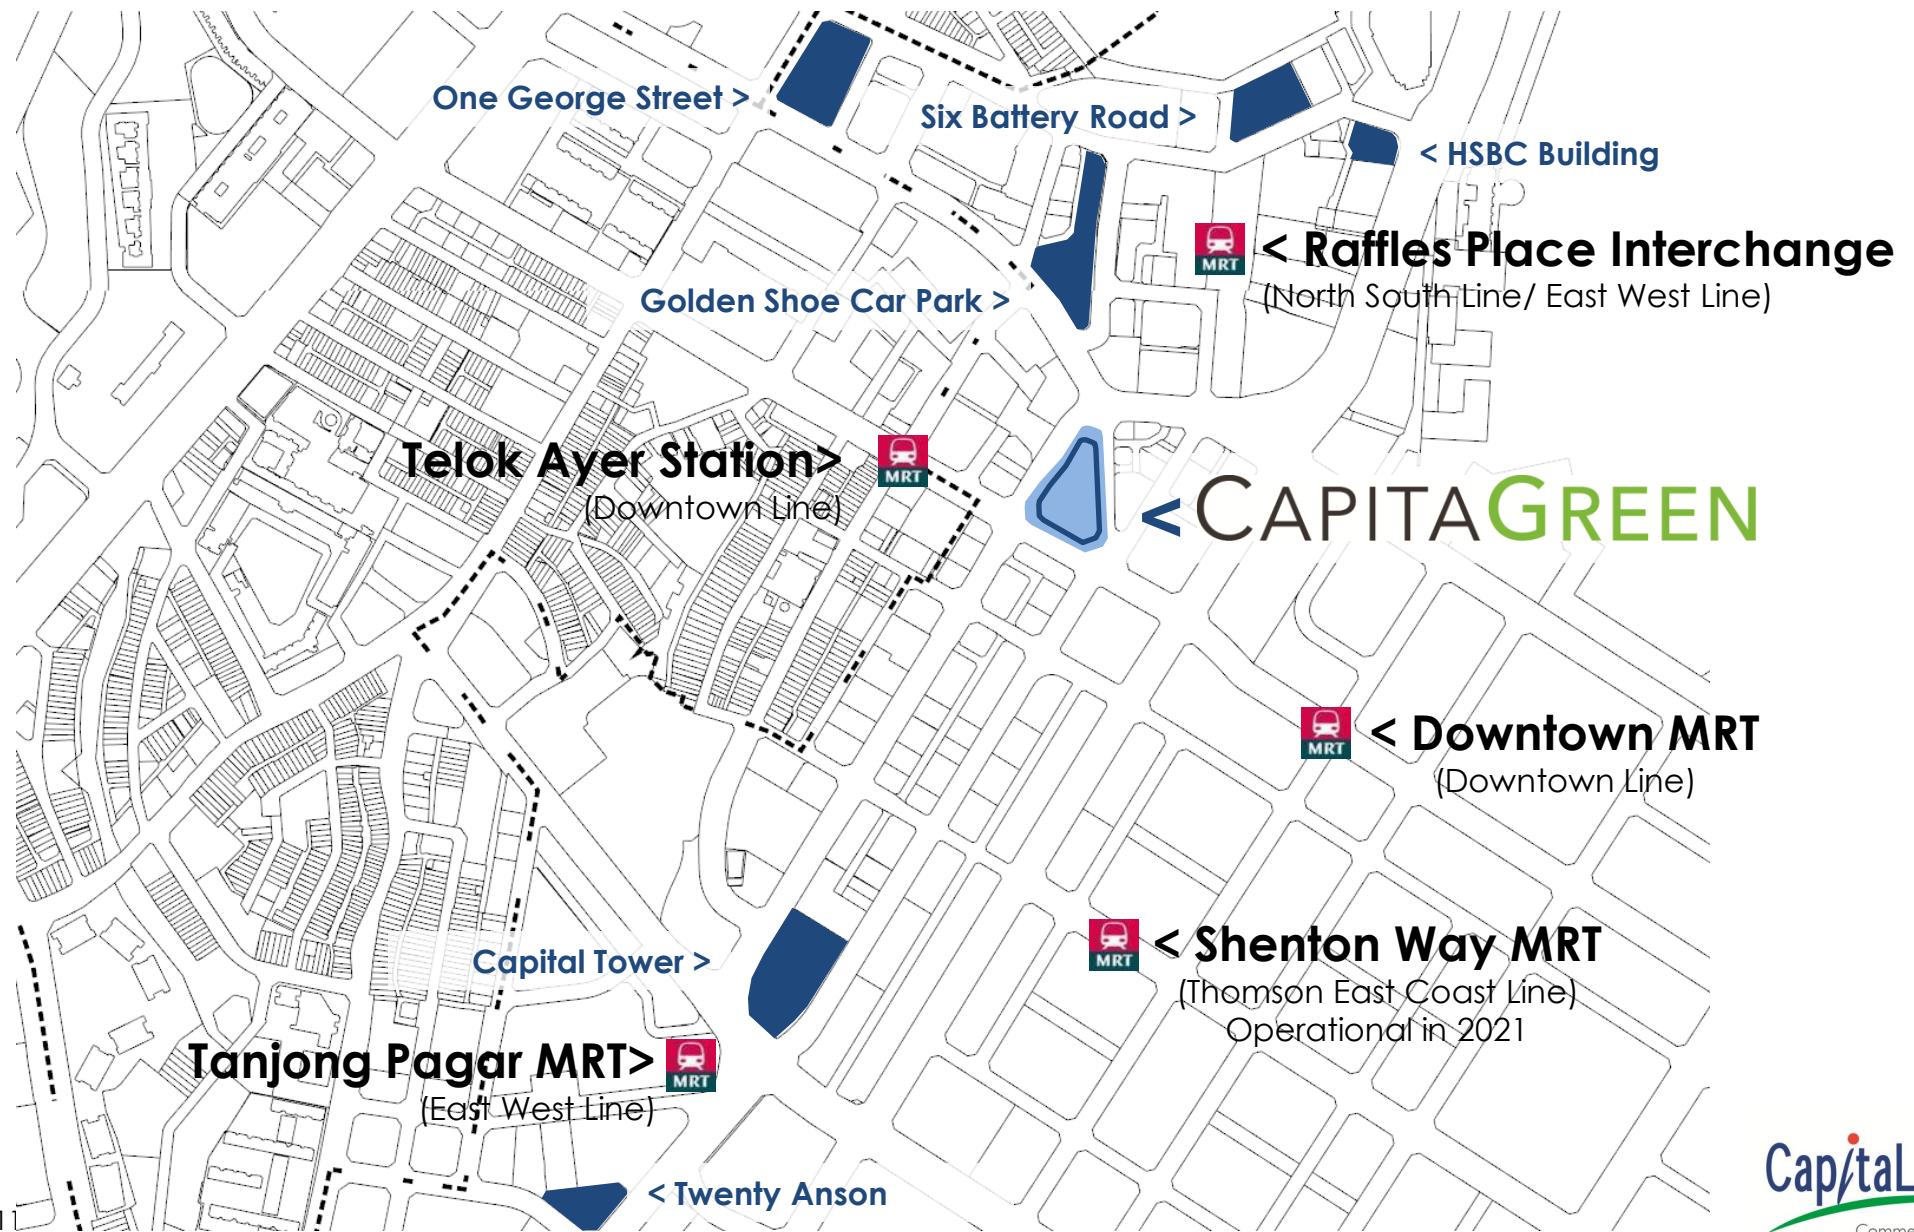 One George Street >
Six Battery Road >
< HSBC Building
MRT
< Raffles Place Interchange
(North South Line/ East West Line)
Golden Shoe Car Park >
Telok Ayer Station>
MRT
(Downtown Line)
< CAPITAGREEN
MRT
< Downtown MRT
(Downtown Line)
MRT
< Shenton Way MRT
(Thomson East Coast Line)
Operational in 2021
Capital Tower >
Tanjong Pagar MRT>
MRT
(East West Line)
< Twenty Anson
CapitaL